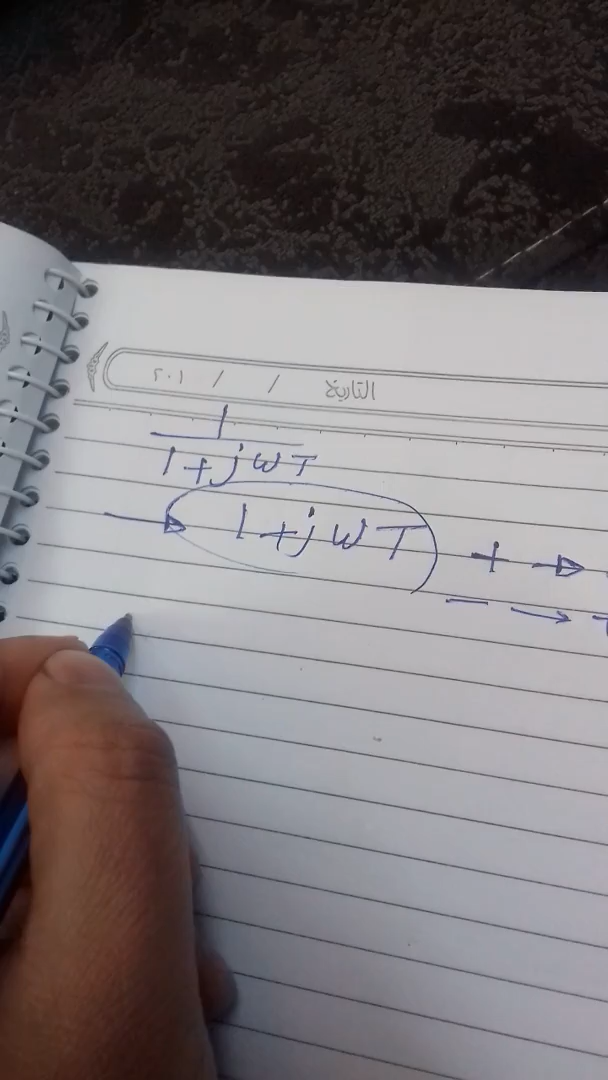 التاريخ / / ٢٠١
1
1+jωT
→ 1+jωT + →
− →